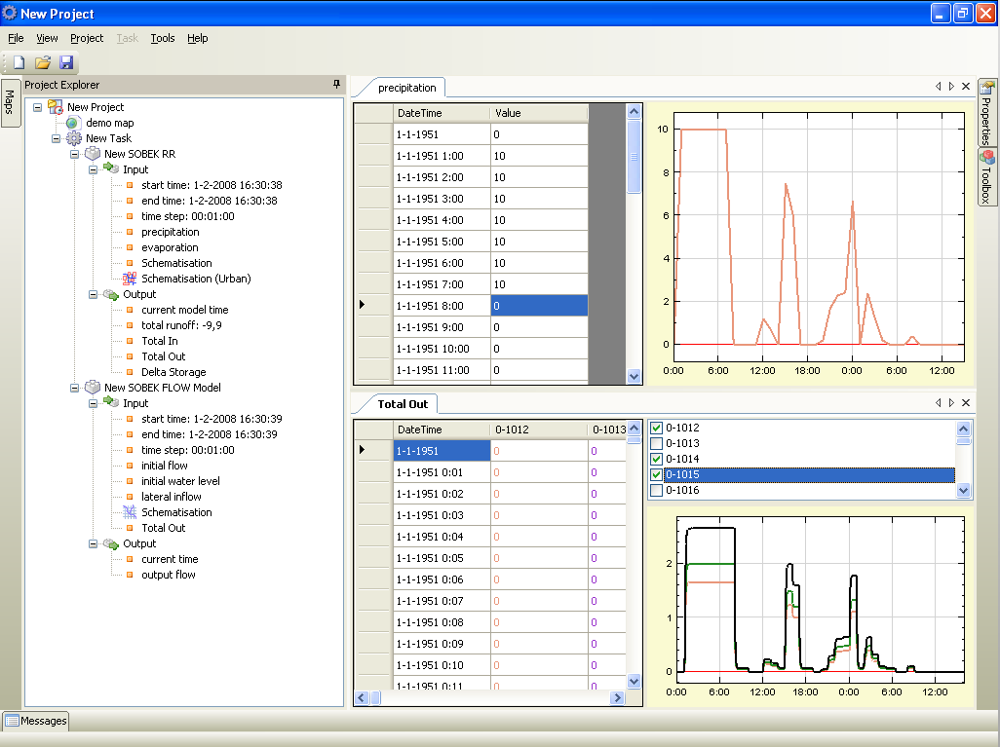 New Project
File View Project Task Tools Help
Maps
Project Explorer
New Project
demo map
New Task
New SOBEK RR
Input
start time: 1-2-2008 16:30:38
end time: 1-2-2008 16:30:38
time step: 00:01:00
precipitation
evaporation
Schematisation
Schematisation (Urban)
Output
current model time
total runoff: -9,9
Total In
Total Out
Delta Storage
New SOBEK FLOW Model
Input
start time: 1-2-2008 16:30:39
end time: 1-2-2008 16:30:39
time step: 00:01:00
initial flow
initial water level
lateral inflow
Schematisation
Total Out
Output
current time
output flow
precipitation
DateTime Value
1-1-1951 0
1-1-1951 1:00 10
1-1-1951 2:00 10
1-1-1951 3:00 10
1-1-1951 4:00 10
1-1-1951 5:00 10
1-1-1951 6:00 10
1-1-1951 7:00 10
1-1-1951 8:00 0
1-1-1951 9:00 0
1-1-1951 10:00 0
1-1-1951 11:00 0
10
8
6
4
2
0
0:00 6:00 12:00 18:00 0:00 6:00 12:00
Properties
Toolbox
Total Out
DateTime 0-1012 0-1013
1-1-1951 0 0
1-1-1951 0:01 0 0
1-1-1951 0:02 0 0
1-1-1951 0:03 0 0
1-1-1951 0:04 0 0
1-1-1951 0:05 0 0
1-1-1951 0:06 0 0
1-1-1951 0:07 0 0
1-1-1951 0:08 0 0
1-1-1951 0:09 0 0
1-1-1951 0:10 0 0
1-1-1951 0:11 0 0
0-1012
0-1013
0-1014
0-1015
0-1016
2
1
0
0:00 6:00 12:00 18:00 0:00 6:00 12:00
Messages